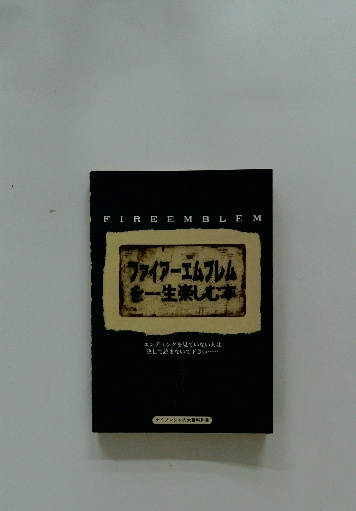 FIREEMBLEM
ファイアーエムブレム
を一生楽しむ本
エンディングを見ていない人は
決して読まないで下さい……